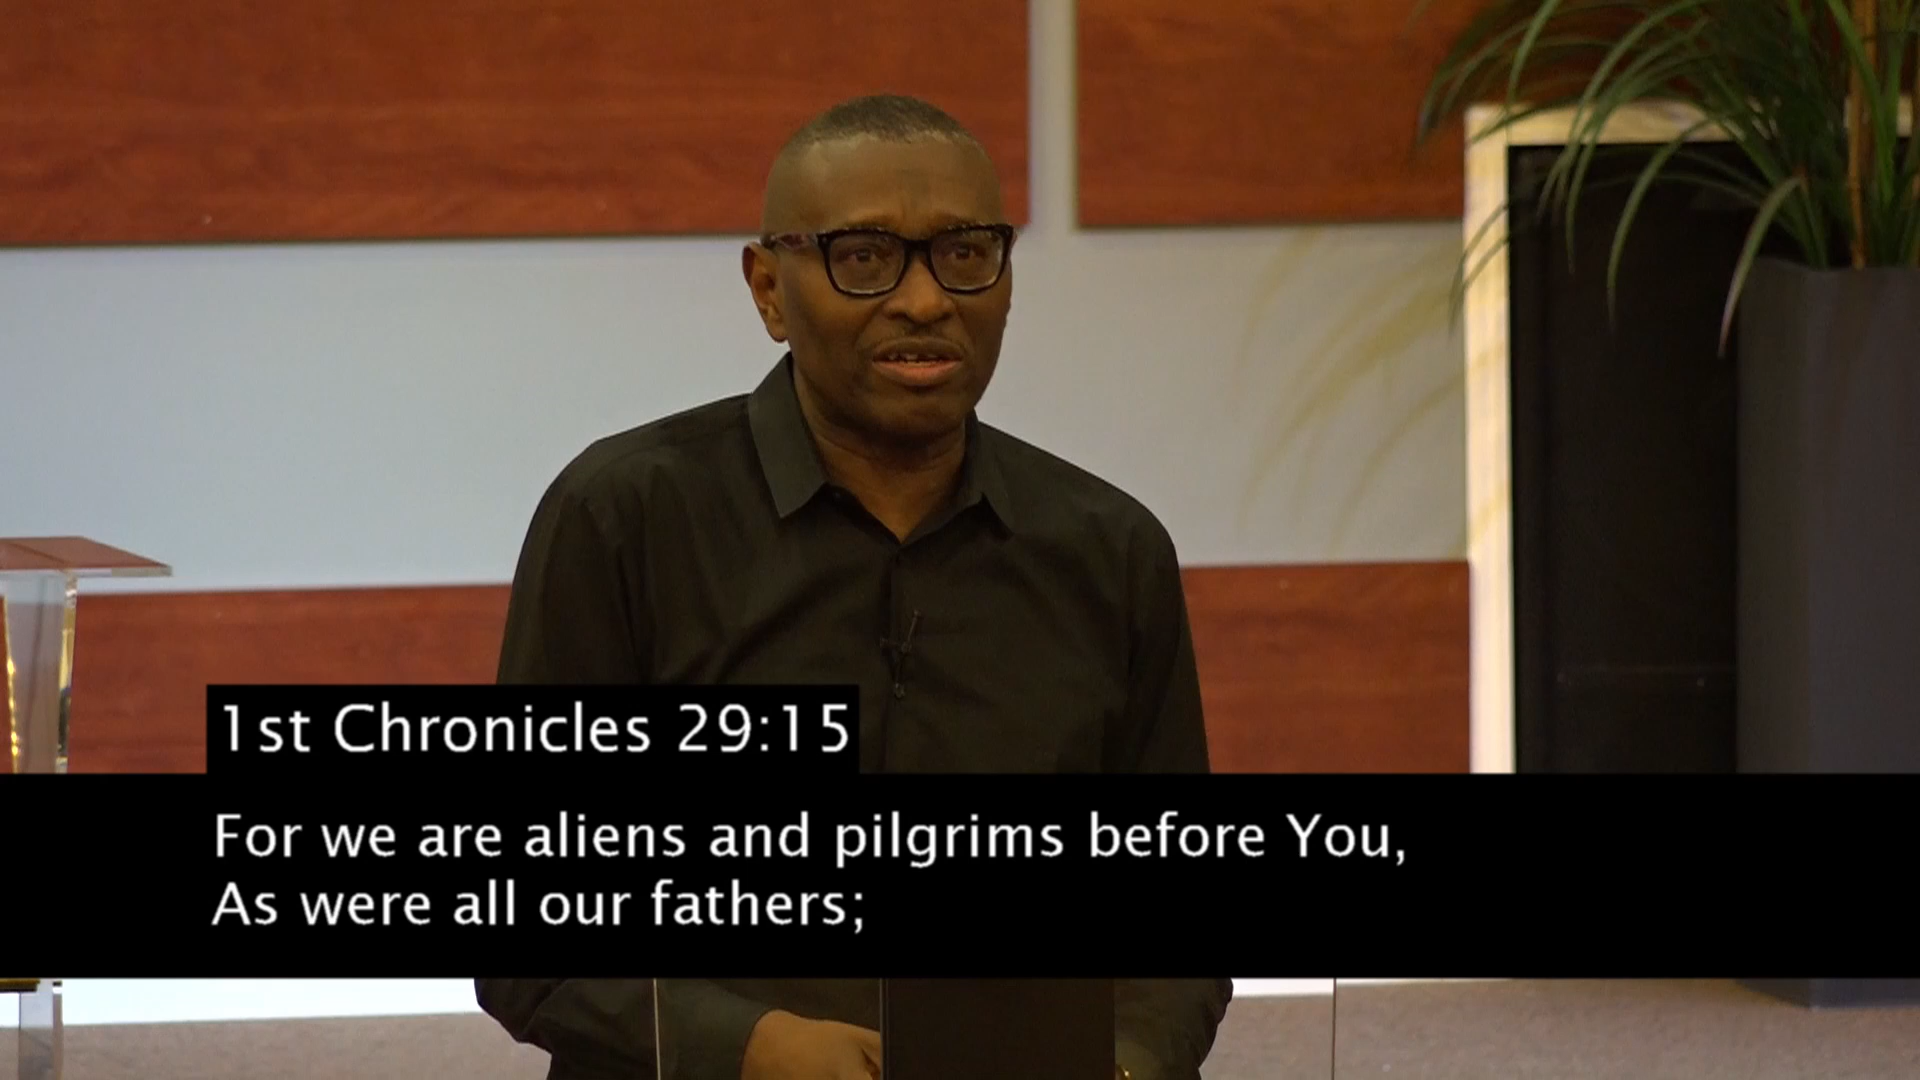 1st Chronicles 29:15
For we are aliens and pilgrims before You,
As were all our fathers;